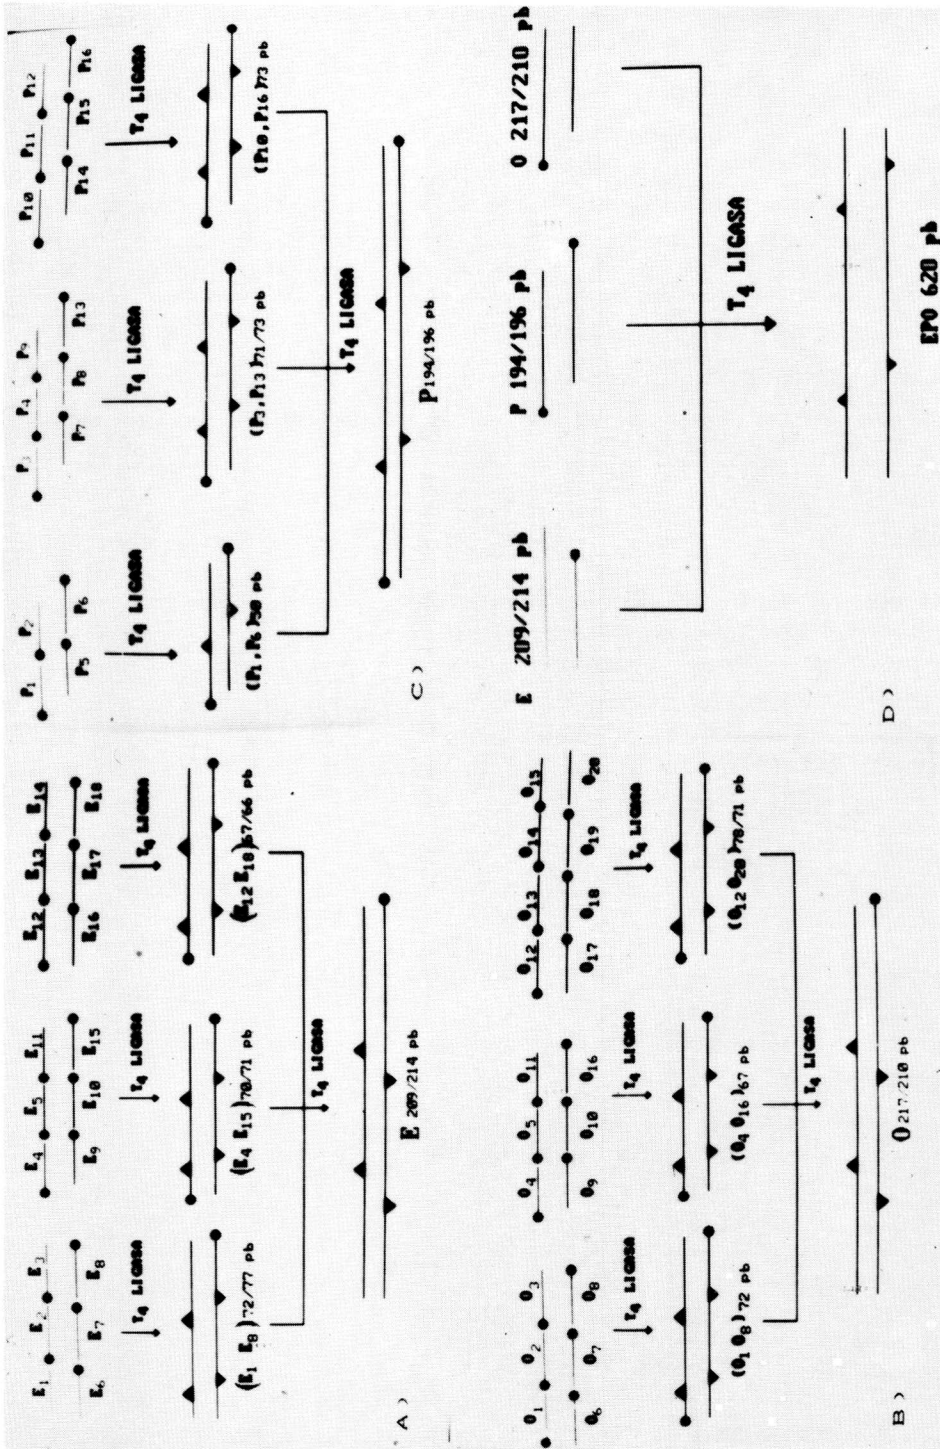 E1 E2 E3
E6 E7 E8
E4 E5 E11
E9 E10 E15
E12 E13 E14
E16 E17 E18
T4 LIGASA
T4 LIGASA
T4 LIGASA
(E1 E8)72/77 pb
(E4 E15)70/71 pb
(E12 E18)67/66 pb
T4 LIGASA
E 209/214 pb
A)
O1 O2 O3
O6 O7 O8
O4 O5 O11
O9 O10 O16
O12 O13 O14 O15
O17 O18 O19 O20
T4 LIGASA
T4 LIGASA
T4 LIGASA
(O1 O8)72 pb
(O4 O16)67 pb
(O12 O20)78/71 pb
T4 LIGASA
O217/210 pb
B)
P1 P2
P5 P6
P3 P4 P9
P7 P8 P13
P10 P11 P12
P14 P15 P16
T4 LIGASA
T4 LIGASA
T4 LIGASA
(P1,P6)50 pb
(P3,P13)71/73 pb
(P10,P16)73 pb
T4 LIGASA
P194/196 pb
C)
E 209/214 pb
P 194/196 pb
O 217/210 pb
T4 LIGASA
D)
EPO 620 pb